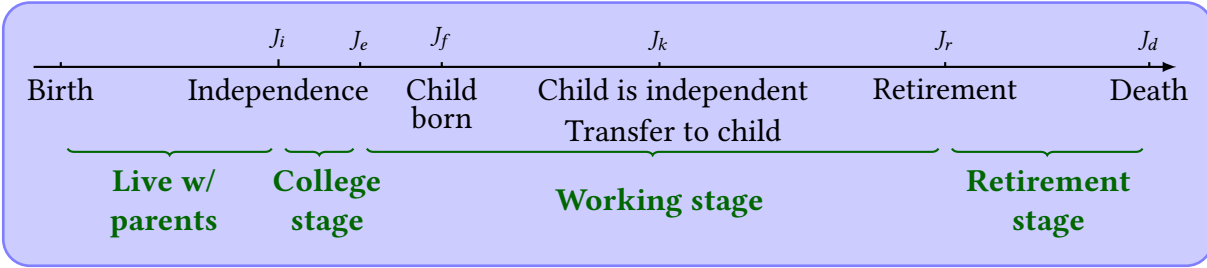 J_i J_e J_f J_k J_r J_d
Birth Independence Child Child is independent Retirement Death
born Transfer to child
Live w/ College Working stage Retirement
parents stage stage